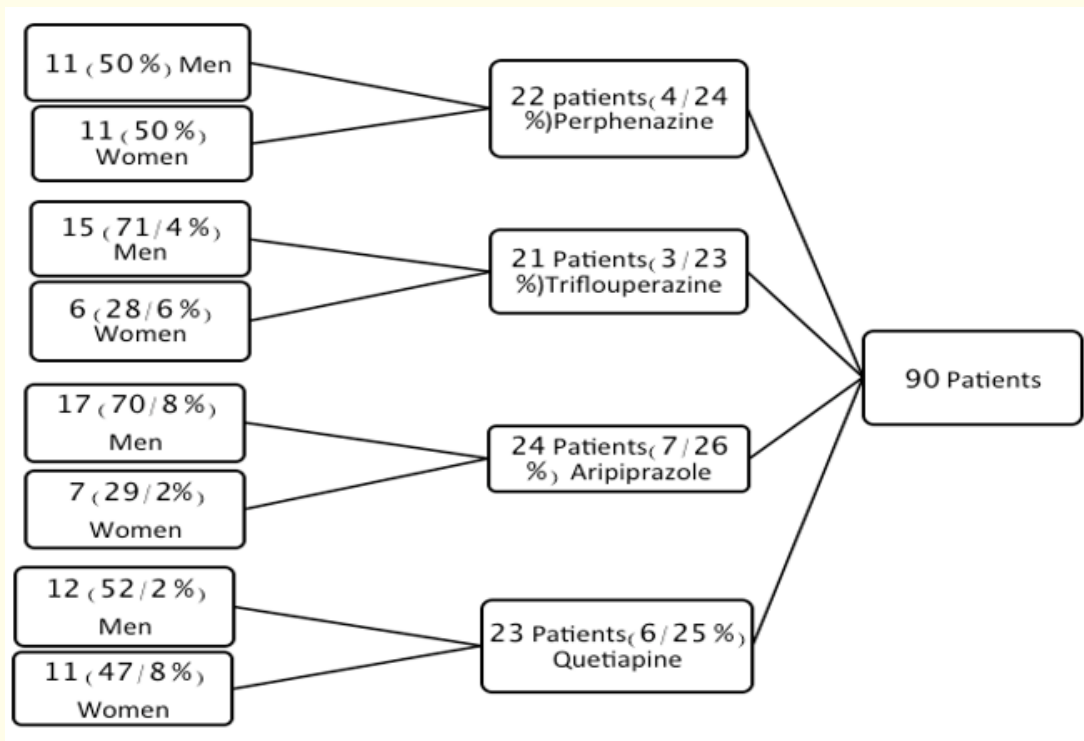 11 (50 %) Men
11 (50 %)
Women
22 patients( 4/24
%)Perphenazine
15 (71/4 %)
Men
6 (28/6 %)
Women
21 Patients( 3/23
%)Triflouperazine
17 (70/8 %)
Men
7 (29/2%)
Women
24 Patients( 7/26
%) Aripiprazole
12 (52/2 %)
Men
11 (47/8 %)
Women
23 Patients( 6/25 %)
Quetiapine
90 Patients